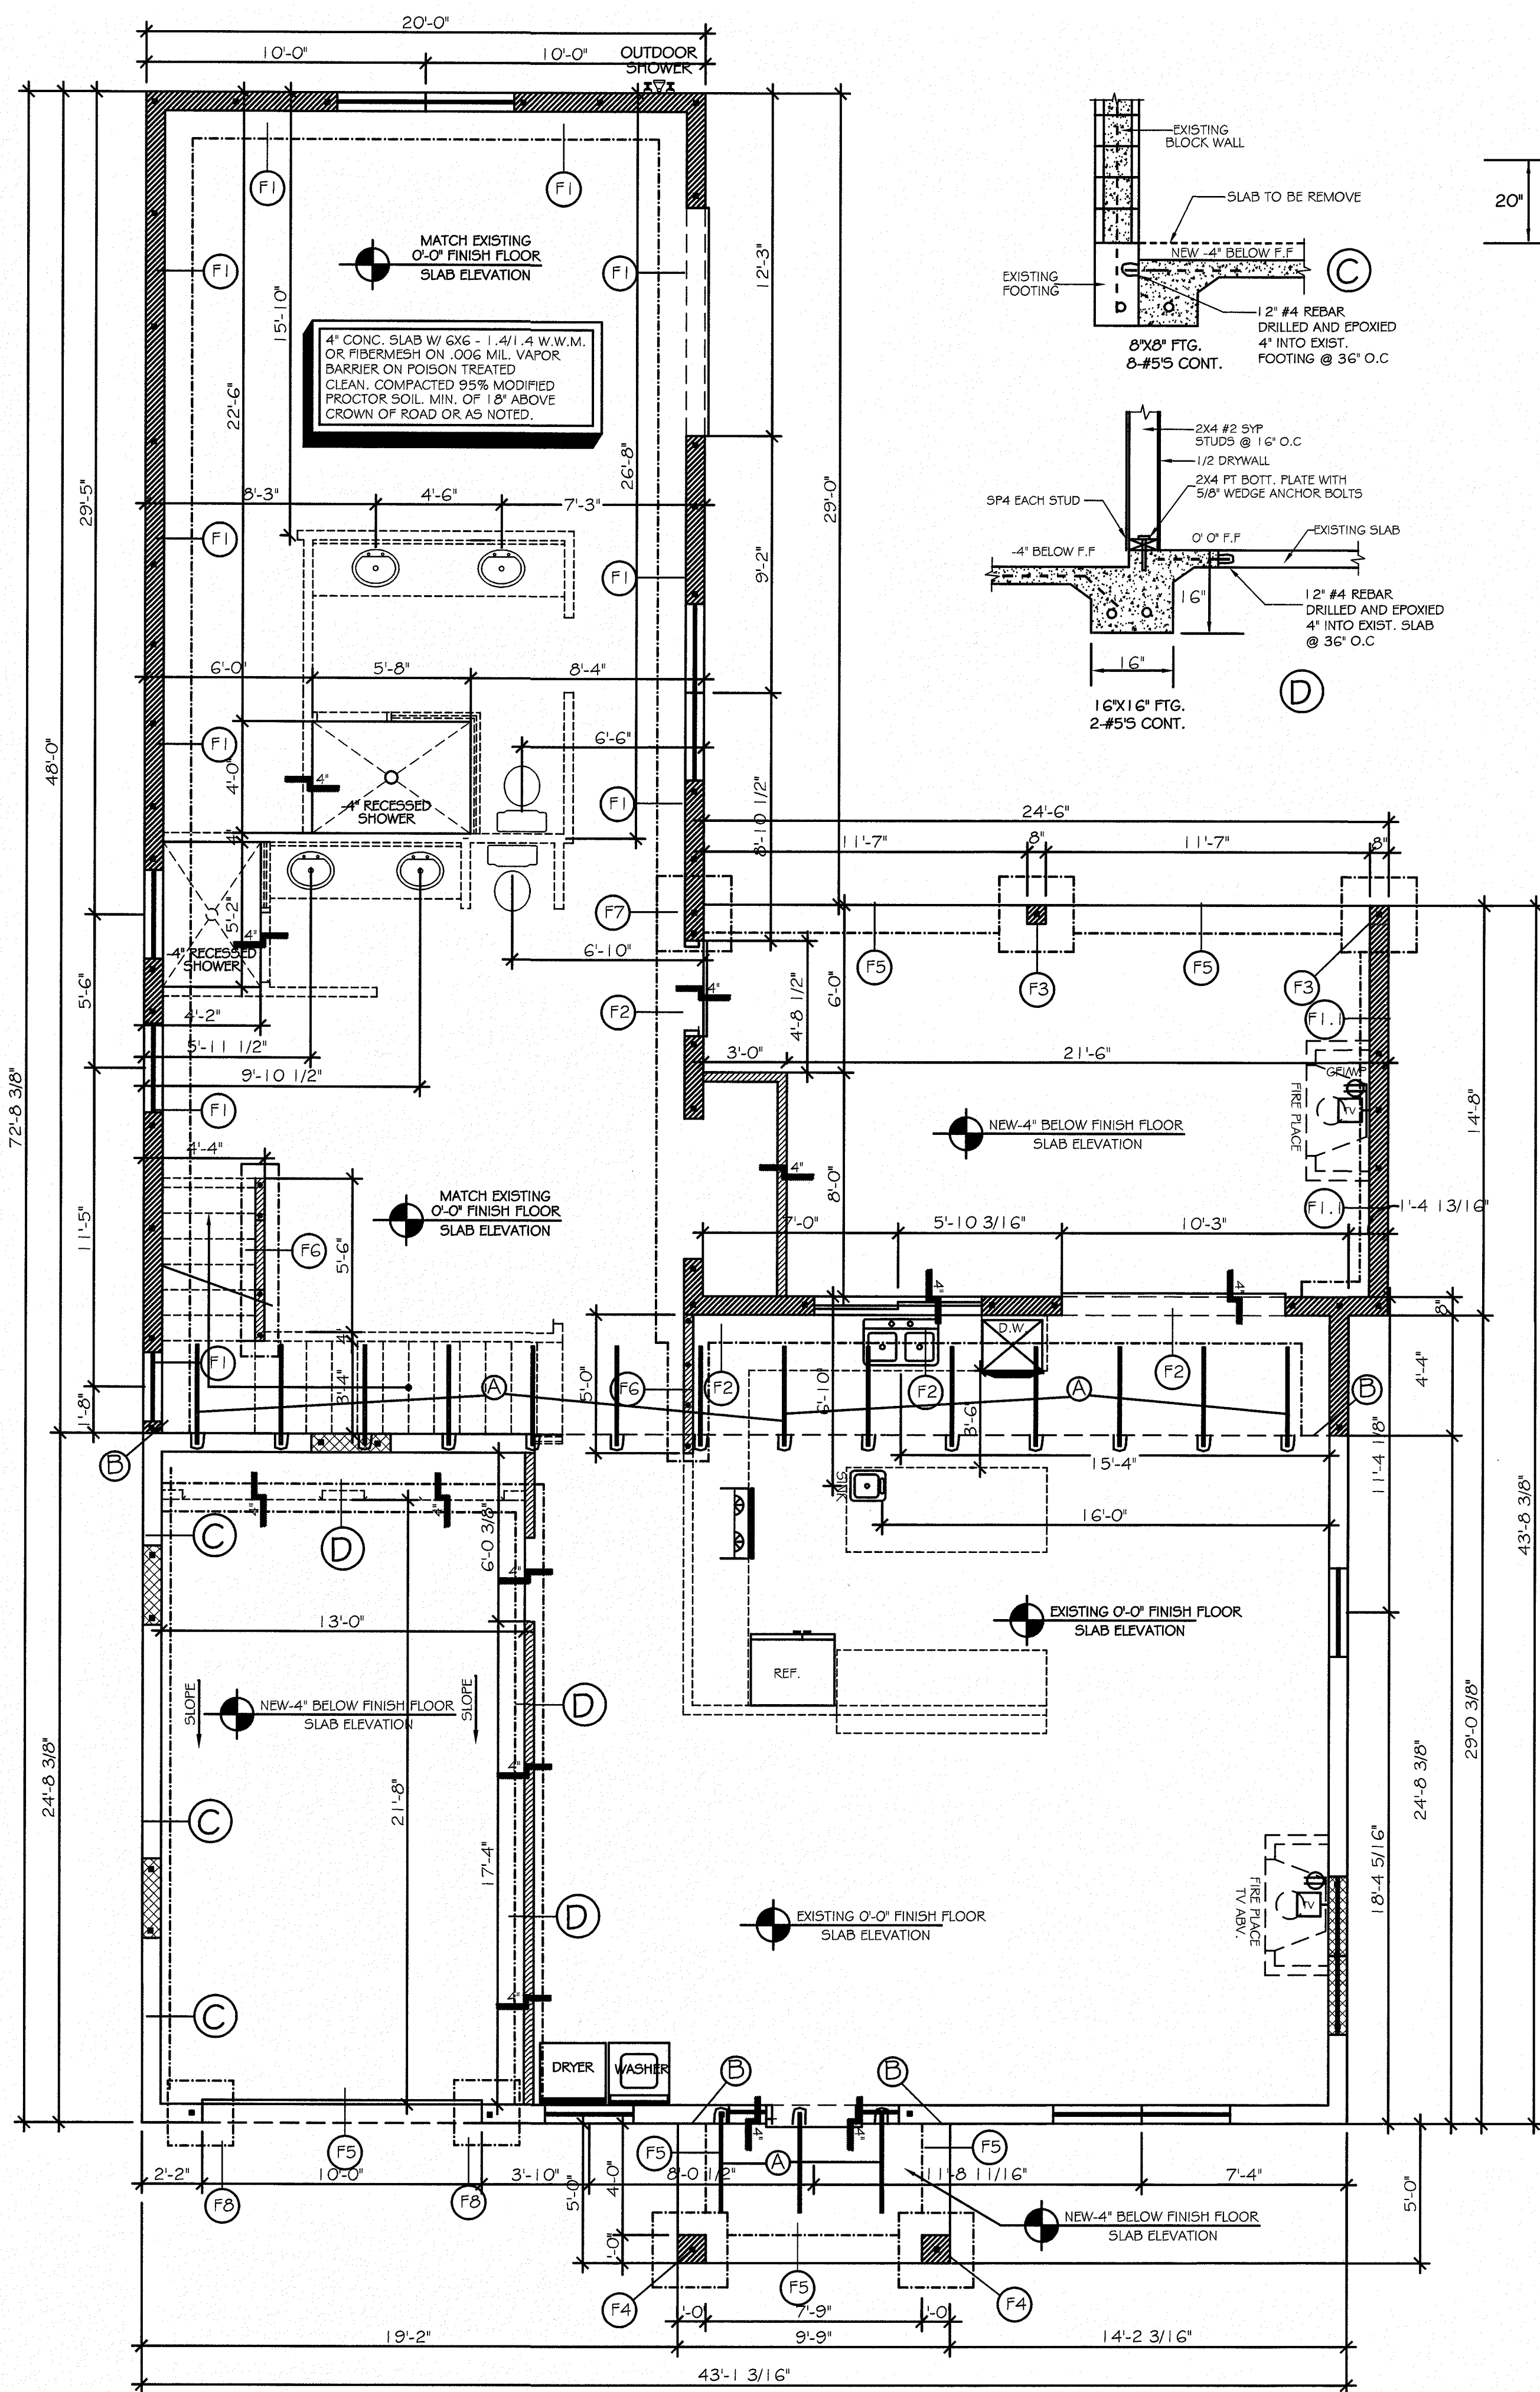 20'-0"
10'-0"
10'-0"
OUTDOOR
SHOWER
EXISTING
BLOCK WALL
SLAB TO BE REMOVE
20"
NEW -4" BELOW F.F
C
EXISTING
FOOTING
12" #4 REBAR
DRILLED AND EPOXIED
4" INTO EXIST.
FOOTING @ 36" O.C
8"X8" FTG.
8-#5'S CONT.
2X4 #2 SYP
STUDS @ 16" O.C
1/2 DRYWALL
2X4 PT BOTT. PLATE WITH
5/8" WEDGE ANCHOR BOLTS
SP4 EACH STUD
EXISTING SLAB
0' 0" F.F
-4" BELOW F.F
16"
12" #4 REBAR
DRILLED AND EPOXIED
4" INTO EXIST. SLAB
@ 36" O.C
16"
D
16"X16" FTG.
2-#5'S CONT.
F1
F1
MATCH EXISTING
0'-0" FINISH FLOOR
SLAB ELEVATION
F1
F1
12'-3"
15'-10"
4" CONC. SLAB W/ 6X6 - 1.4/1.4 W.W.M.
OR FIBERMESH ON .006 MIL. VAPOR
BARRIER ON POISON TREATED
CLEAN. COMPACTED 95% MODIFIED
PROCTOR SOIL. MIN. OF 18" ABOVE
CROWN OF ROAD OR AS NOTED.
22'-6"
26'-8"
29'-5"
29'-0"
8'-3"
4'-6"
7'-3"
F1
F1
9'-2"
6'-0"
5'-8"
8'-4"
48'-0"
F1
6'-6"
4'-0"
4"
-4" RECESSED
SHOWER
F1
8'-10 1/2"
24'-6"
4"
11'-7"
8"
11'-7"
8"
5'-2"
4"
-4" RECESSED
SHOWER
F7
6'-10"
F5
F3
F5
F3
5'-6"
4"
F2
4'-8 1/2"
6'-0"
F1.1
4'-2"
5'-11 1/2"
9'-10 1/2"
3'-0"
21'-6"
GFI/WP
TV
FIRE PLACE
F1
72'-8 3/8"
14'-8"
NEW-4" BELOW FINISH FLOOR
SLAB ELEVATION
4'-4"
4"
8'-0"
MATCH EXISTING
0'-0" FINISH FLOOR
SLAB ELEVATION
F1.1
1'-4 13/16"
11'-5"
F6
5'-6"
7'-0"
5'-10 3/16"
10'-3"
4"
4"
8"
4"
D.W.
F1
3'-4"
A
5'-0"
F6
F2
6'-10"
F2
3'-6"
A
F2
B
4'-4"
1'-8"
B
15'-4"
11'-4 1/8"
4"
4"
SINK
6'-0 3/8"
16'-0"
C
D
43'-8 3/8"
4"
13'-0"
EXISTING 0'-0" FINISH FLOOR
SLAB ELEVATION
REF.
SLOPE
NEW-4" BELOW FINISH FLOOR
SLAB ELEVATION
SLOPE
D
4"
24'-8 3/8"
21'-8"
C
17'-4"
24'-8 3/8"
29'-0 3/8"
18'-4 5/16"
D
EXISTING 0'-0" FINISH FLOOR
SLAB ELEVATION
FIRE PLACE
TV ABV.
TV
4"
C
DRYER
WASHER
B
B
4"
4"
F5
F5
A
F5
2'-2"
10'-0"
3'-10"
8'-0 1/2"
11'-8 11/16"
7'-4"
F8
F8
5'-0"
4'-0"
5'-0"
NEW-4" BELOW FINISH FLOOR
SLAB ELEVATION
1'-0"
F5
F4
F4
1'-0"
7'-9"
1'-0"
19'-2"
9'-9"
14'-2 3/16"
43'-1 3/16"